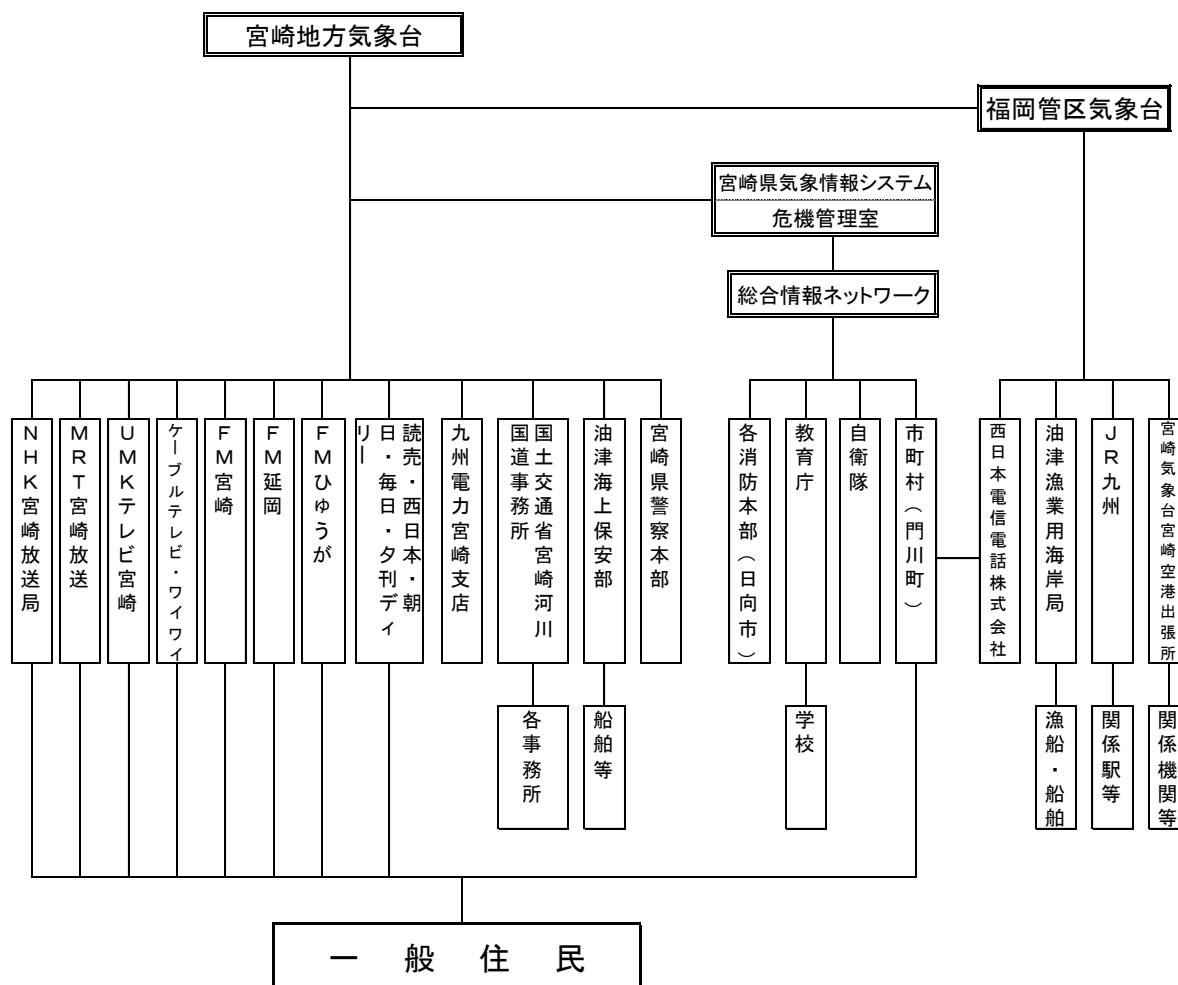 宮崎地方気象台
福岡管区気象台
宮崎県気象情報システム
危機管理室
総合情報ネットワーク
NHK宮崎放送局
MRT宮崎放送
UMKテレビ宮崎
ケーブルテレビ・ワイワイ
FM宮崎
FM延岡
FMひゅうが
読売・西日本・朝
日・毎日・夕刊ディ
リー
九州電力宮崎支店
国土交通省宮崎河川
国道事務所
油津海上保安部
宮崎県警察本部
各消防本部(日向市)
教育庁
自衛隊
市町村(門川町)
西日本電信電話株式会社
油津漁業用海岸局
JR九州
宮崎気象台宮崎空港出張所
各事務所
船舶等
学校
漁船・船舶
関係駅等
関係機関等
一般住民